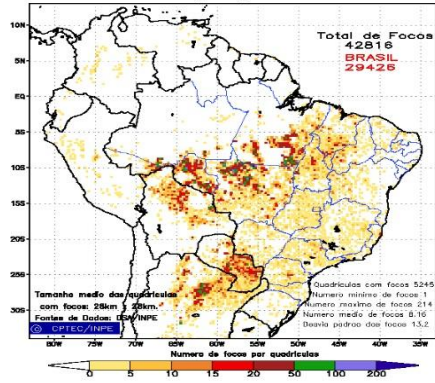 10N
5N
EQ
5S
10S
15S
20S
25S
30S
Total de Focos
42816
BRASIL
29426
Tamanho medio das quadriculas
com focos: 28km x 28km.
Fontes de Dados: DSA/INPE
© CPTEC/INPE
Quadriculas com focos 5245
Numero minimo de focos 1
Numero maximo de focos 214
Numero medio de focos 8.16
Desvio padrao dos focos 13.2
80W 75W 70W 65W 60W 55W 50W 45W 40W 35W
Numero de focos por quadriculas
0 5 10 15 20 50 100 200